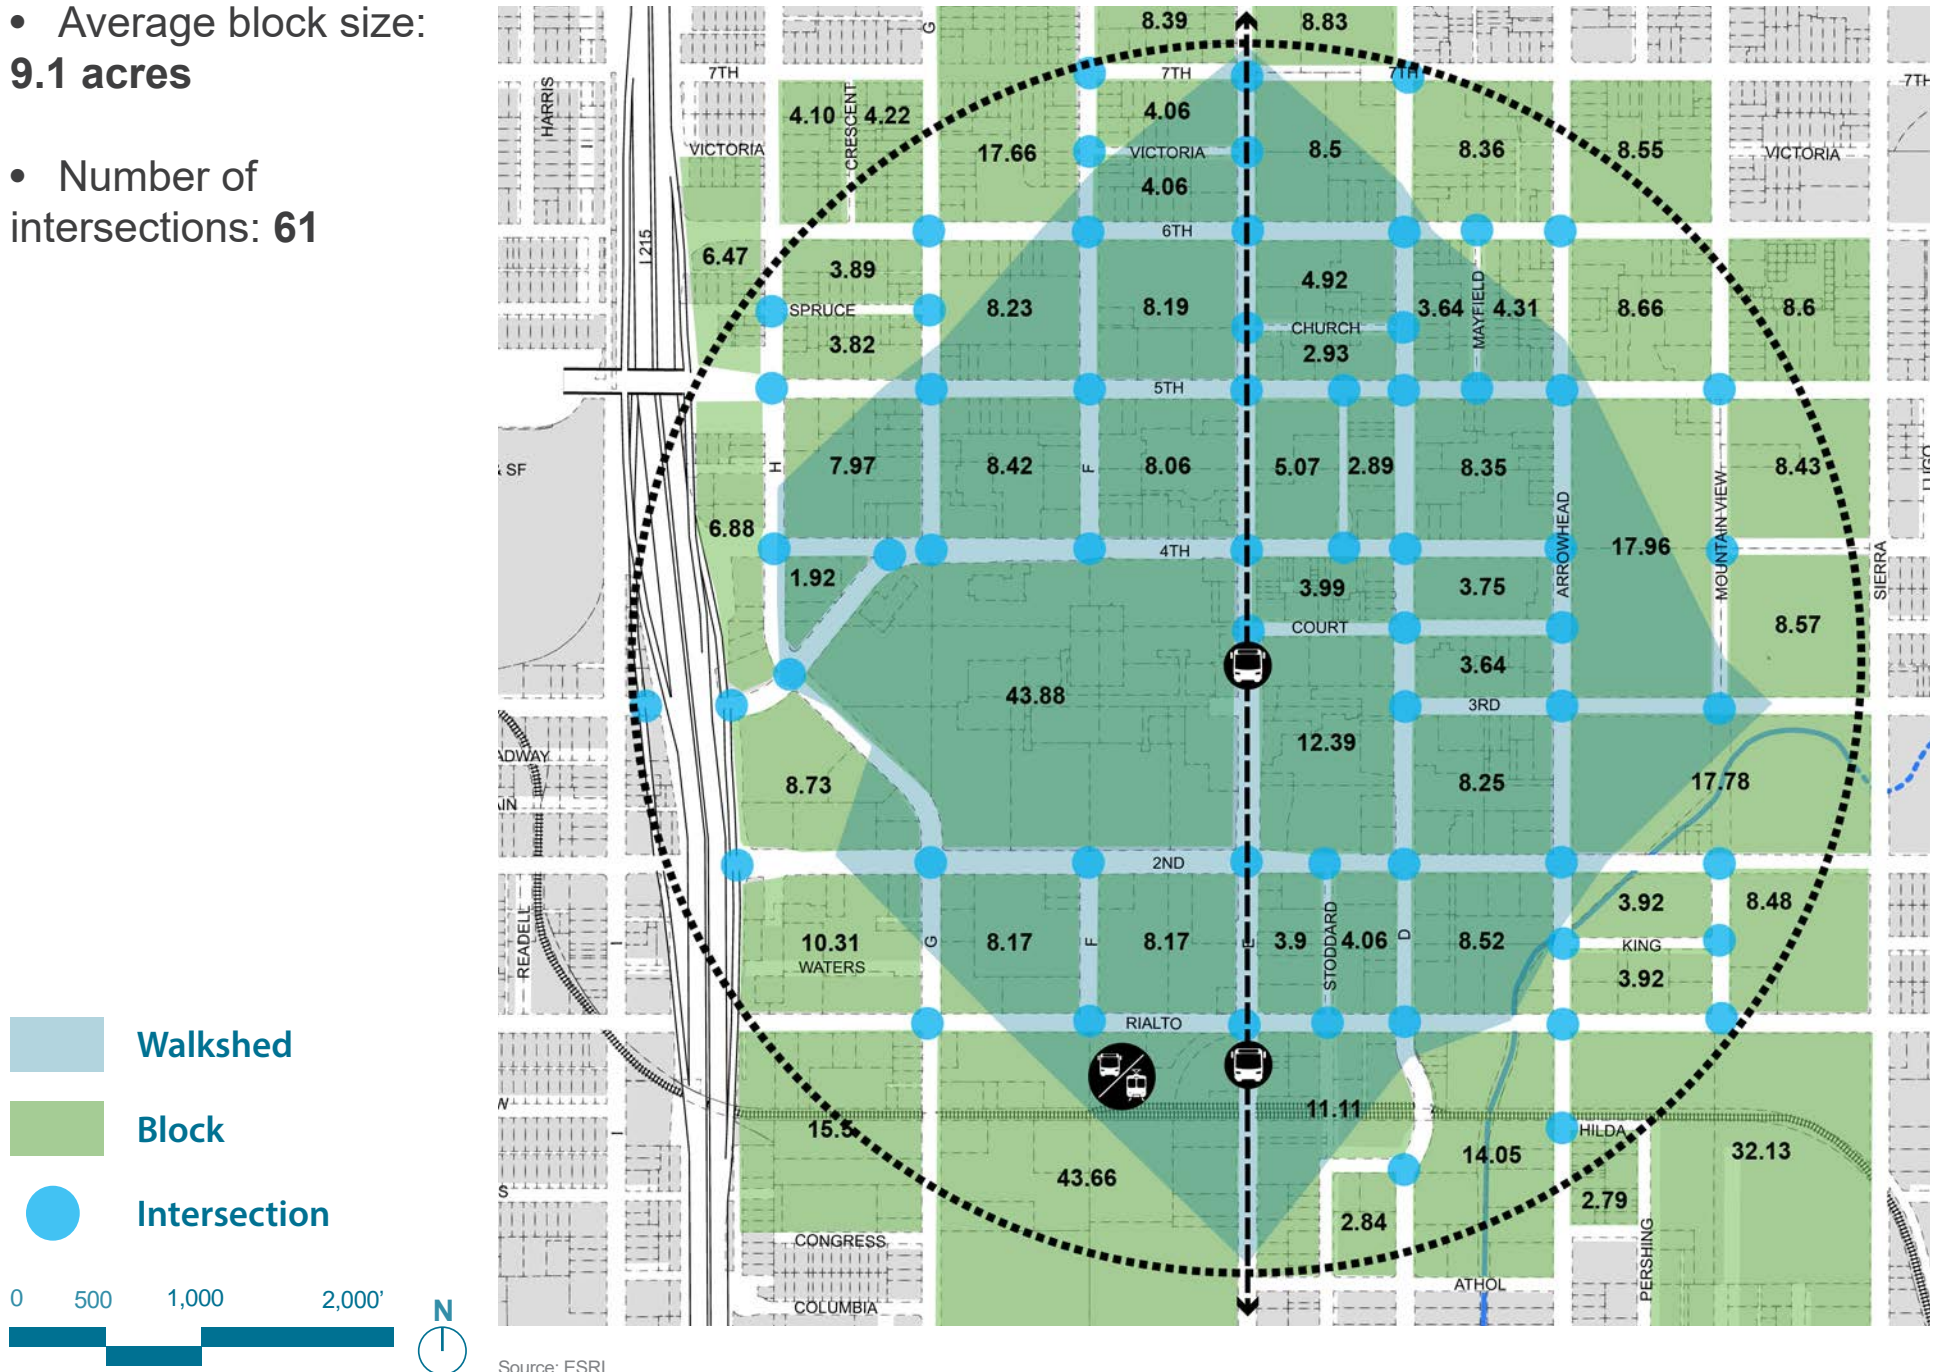 • Average block size:
9.1 acres
• Number of
intersections: 61
8.39
8.83
G
7TH
7TH
7TH
7TH
HARRIS
4.10
CRESCENT
4.22
4.06
VICTORIA
17.66
VICTORIA
8.5
8.36
8.55
VICTORIA
4.06
6TH
I 215
6.47
3.89
4.92
SPRUCE
8.23
8.19
3.64
MAYFIELD
4.31
8.66
8.6
CHURCH
3.82
2.93
5TH
& SF
H
7.97
8.42
F
8.06
5.07
2.89
8.35
ARROWHEAD
MOUNTAIN VIEW
8.43
6.88
4TH
17.96
SIERRA
1.92
3.99
3.75
COURT
8.57
3.64
43.88
3RD
12.39
ADWAY
8.73
8.25
17.78
AIN
2ND
READELL
3.92
8.48
10.31
WATERS
G
8.17
F
8.17
E
3.9
STODDARD
4.06
D
8.52
KING
3.92
RIALTO
Walkshed
W
11.11
Block
15.5
HILDA
14.05
32.13
43.66
S
2.79
Intersection
2.84
CONGRESS
PERSHING
ATHOL
0 500 1,000 2,000’
N
COLUMBIA
Source: ESRI